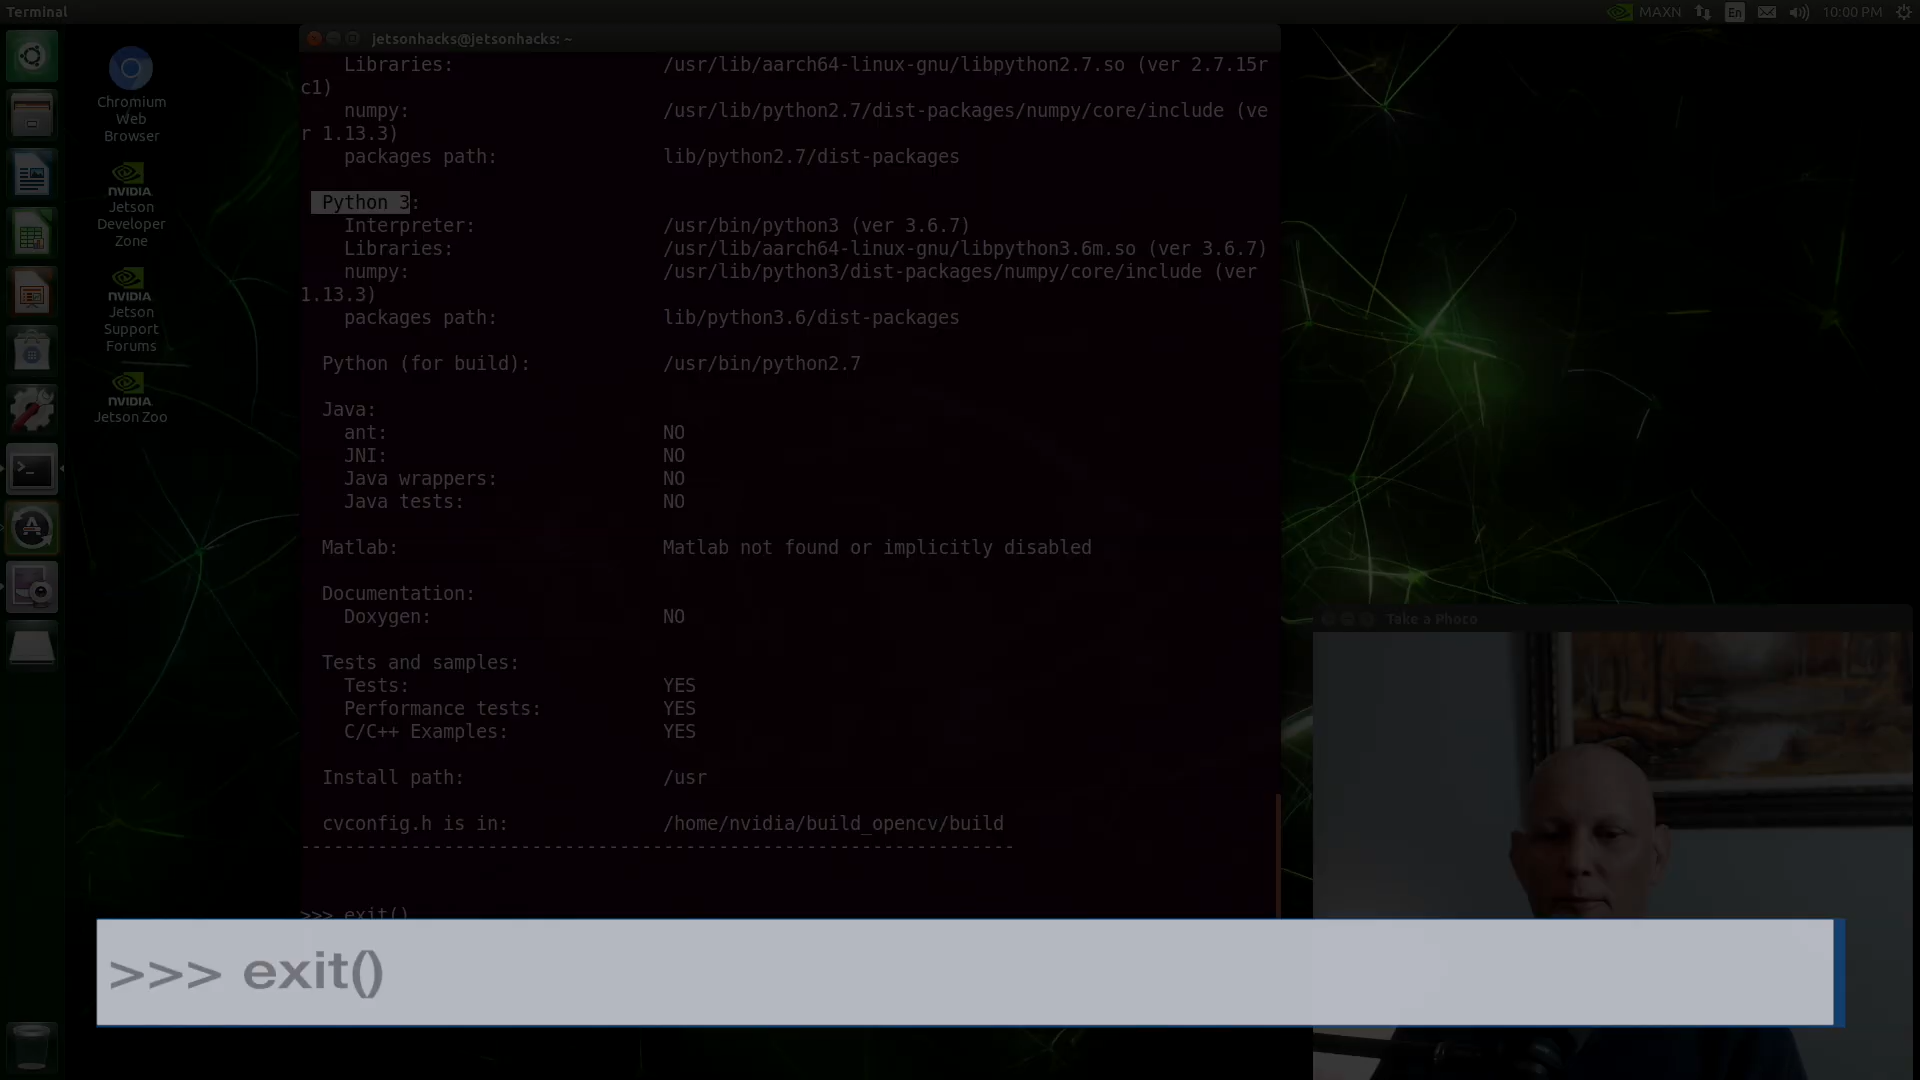 Terminal
MAXN
En
10:00 PM
jetsonhacks@jetsonhacks: ~
Chromium
Web
Browser
NVIDIA.
Jetson
Developer
Zone
NVIDIA.
Jetson
Support
Forums
NVIDIA.
Jetson Zoo
Libraries: /usr/lib/aarch64-linux-gnu/libpython2.7.so (ver 2.7.15r
c1)
numpy: /usr/lib/python2.7/dist-packages/numpy/core/include (ve
r 1.13.3)
packages path: lib/python2.7/dist-packages
Python 3:
Interpreter: /usr/bin/python3 (ver 3.6.7)
Libraries: /usr/lib/aarch64-linux-gnu/libpython3.6m.so (ver 3.6.7)
numpy: /usr/lib/python3/dist-packages/numpy/core/include (ver
1.13.3)
packages path: lib/python3.6/dist-packages
Python (for build): /usr/bin/python2.7
Java:
ant: NO
JNI: NO
Java wrappers: NO
Java tests: NO
Matlab: Matlab not found or implicitly disabled
Documentation:
Doxygen: NO
Tests and samples:
Tests: YES
Performance tests: YES
C/C++ Examples: YES
Install path: /usr
cvconfig.h is in: /home/nvidia/build_opencv/build
-----------------------------------------------------------------
>>> exit()
Take a Photo
>>> exit()